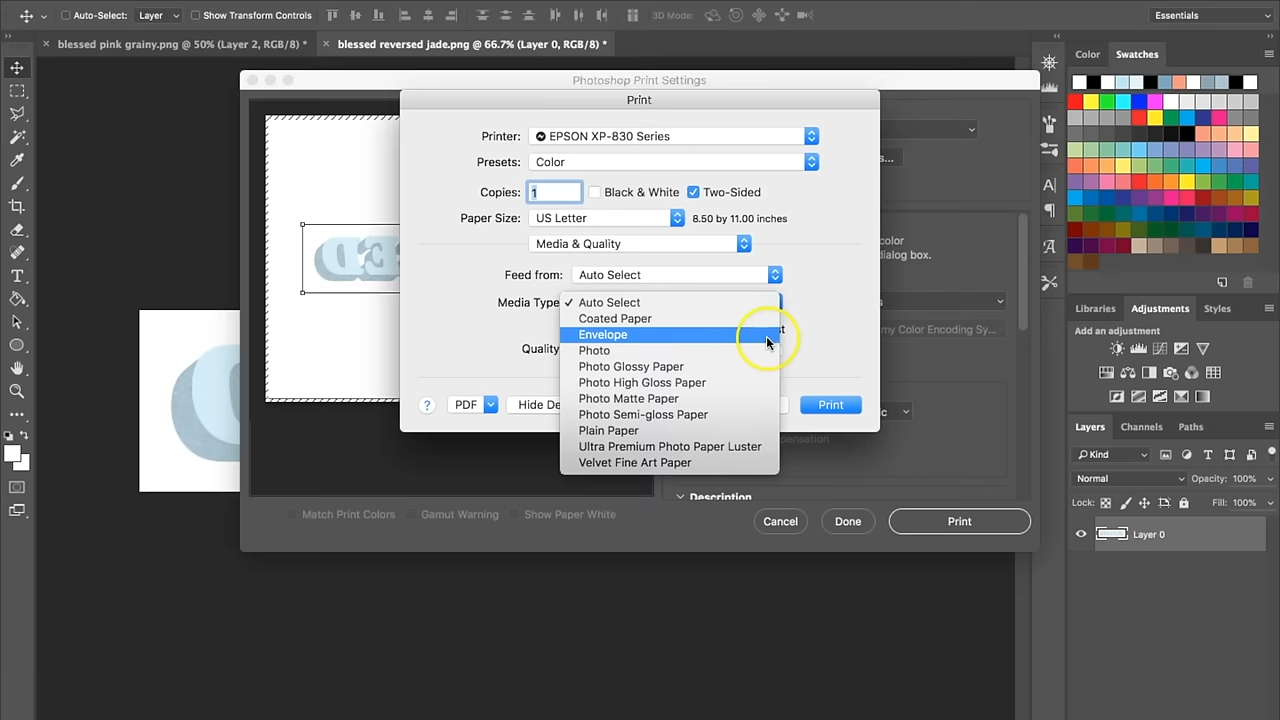 Auto-Select: Layer Show Transform Controls 3D Mode: Essentials
blessed pink grainy.png @ 50% (Layer 2, RGB/8) * blessed reversed jade.png @ 66.7% (Layer 0, RGB/8) *
Photoshop Print Settings
Print
Printer: EPSON XP-830 Series
Presets: Color
Copies: 1 Black & White Two-Sided
Paper Size: US Letter 8.50 by 11.00 inches
Media & Quality
Feed from: Auto Select
Media Type Auto Select
Coated Paper
Envelope
Photo
Photo Glossy Paper
Photo High Gloss Paper
Photo Matte Paper
Photo Semi-gloss Paper
Plain Paper
Ultra Premium Photo Paper Luster
Velvet Fine Art Paper
Quality
? PDF Hide De Print
color
dialog box.
my Color Encoding Sy...
Description
Match Print Colors Gamut Warning Show Paper White
Cancel Done Print
Color Swatches
Libraries Adjustments Styles
Add an adjustment
Layers Channels Paths
Kind
Normal Opacity: 100%
Lock: Fill: 100%
Layer 0